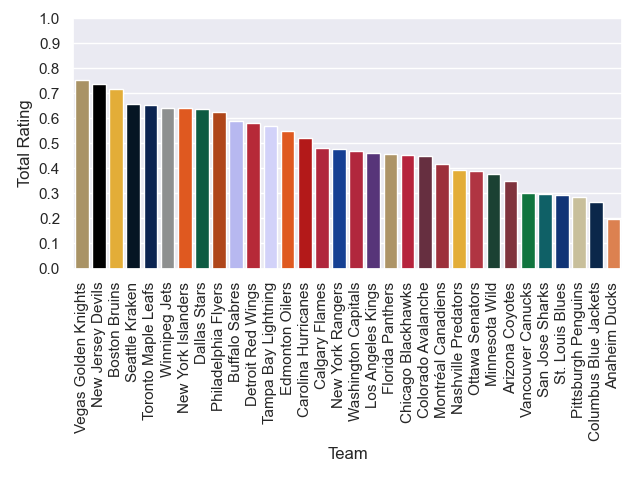 1.0
0.9
0.8
0.7
0.6
0.5
0.4
0.3
0.2
0.1
0.0
Total Rating
Vegas Golden Knights
New Jersey Devils
Boston Bruins
Seattle Kraken
Toronto Maple Leafs
Winnipeg Jets
New York Islanders
Dallas Stars
Philadelphia Flyers
Buffalo Sabres
Detroit Red Wings
Tampa Bay Lightning
Edmonton Oilers
Carolina Hurricanes
Calgary Flames
New York Rangers
Washington Capitals
Los Angeles Kings
Florida Panthers
Chicago Blackhawks
Colorado Avalanche
Montréal Canadiens
Nashville Predators
Ottawa Senators
Minnesota Wild
Arizona Coyotes
Vancouver Canucks
San Jose Sharks
St. Louis Blues
Pittsburgh Penguins
Columbus Blue Jackets
Anaheim Ducks
Team